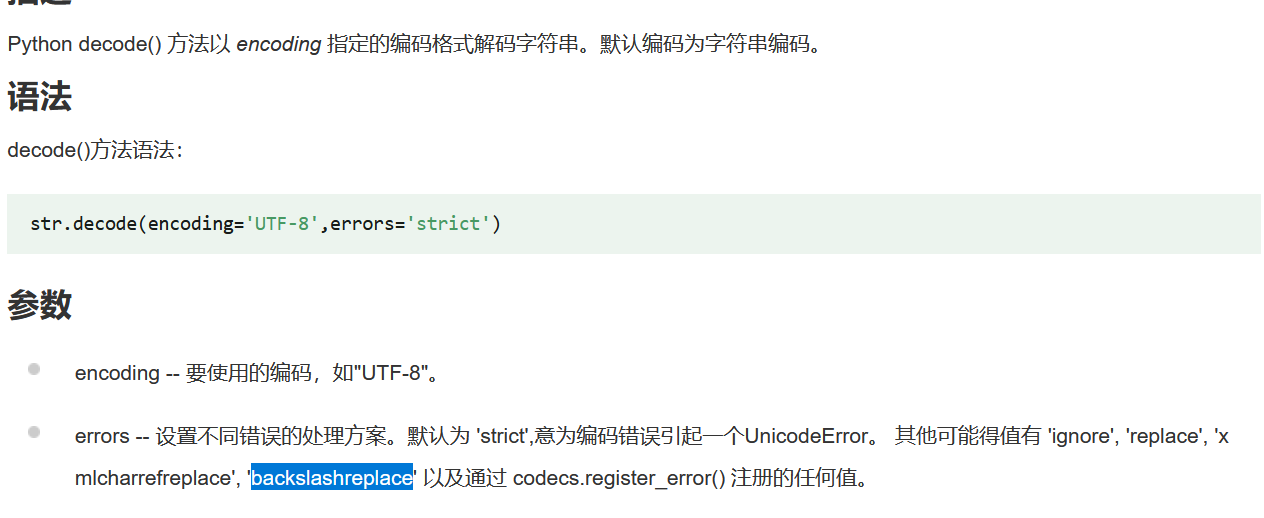 Python decode() 方法以 encoding 指定的编码格式解码字符串。默认编码为字符串编码。
语法
decode()方法语法：
str.decode(encoding='UTF-8',errors='strict')
参数
encoding -- 要使用的编码，如"UTF-8"。
errors -- 设置不同错误的处理方案。默认为 'strict',意为编码错误引起一个UnicodeError。 其他可能得值有 'ignore', 'replace', 'x
mlcharrefreplace', 'backslashreplace' 以及通过 codecs.register_error() 注册的任何值。